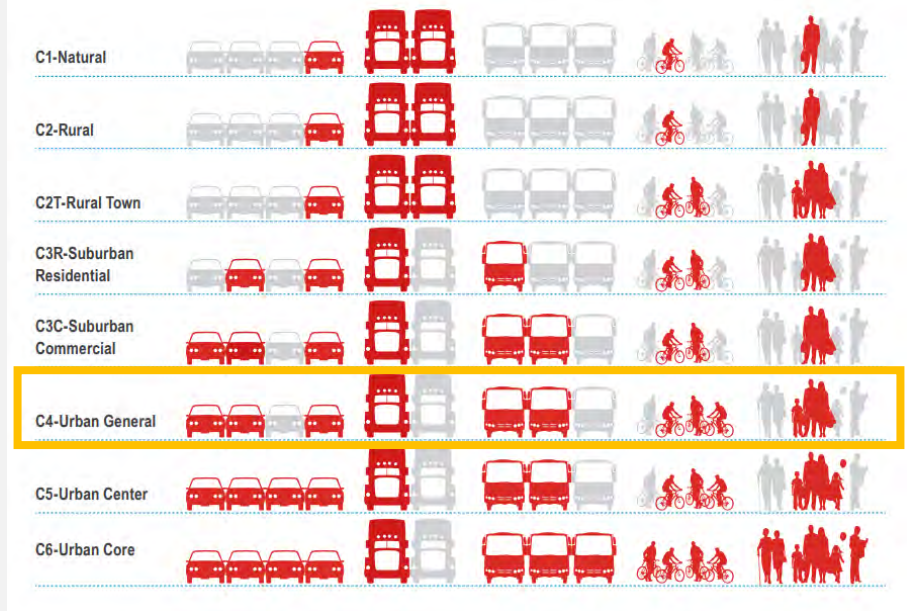 C1-Natural
C2-Rural
C2T-Rural Town
C3R-Suburban
Residential
C3C-Suburban
Commercial
C4-Urban General
C5-Urban Center
C6-Urban Core